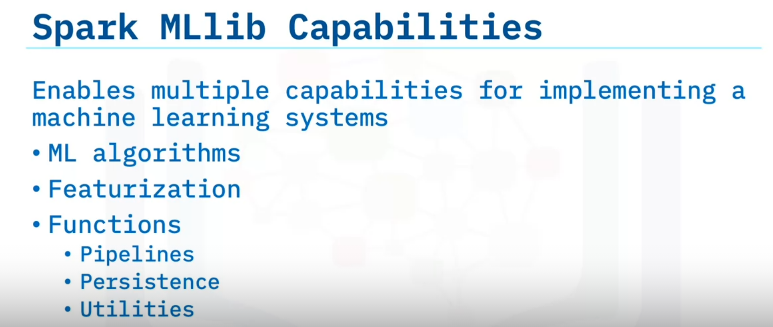 Spark MLlib Capabilities
Enables multiple capabilities for implementing a
machine learning systems
• ML algorithms
• Featurization
• Functions
• Pipelines
• Persistence
• Utilities